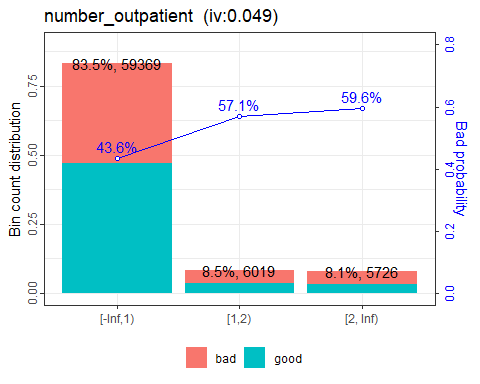 number_outpatient (iv:0.049)
Bin count distribution
0.00
0.25
0.50
0.75
83.5%, 59369
8.5%, 6019
8.1%, 5726
43.6%
57.1%
59.6%
0.0
0.2
0.4
0.6
0.8
Bad probability
[-Inf,1)
[1,2)
[2, Inf)
bad
good